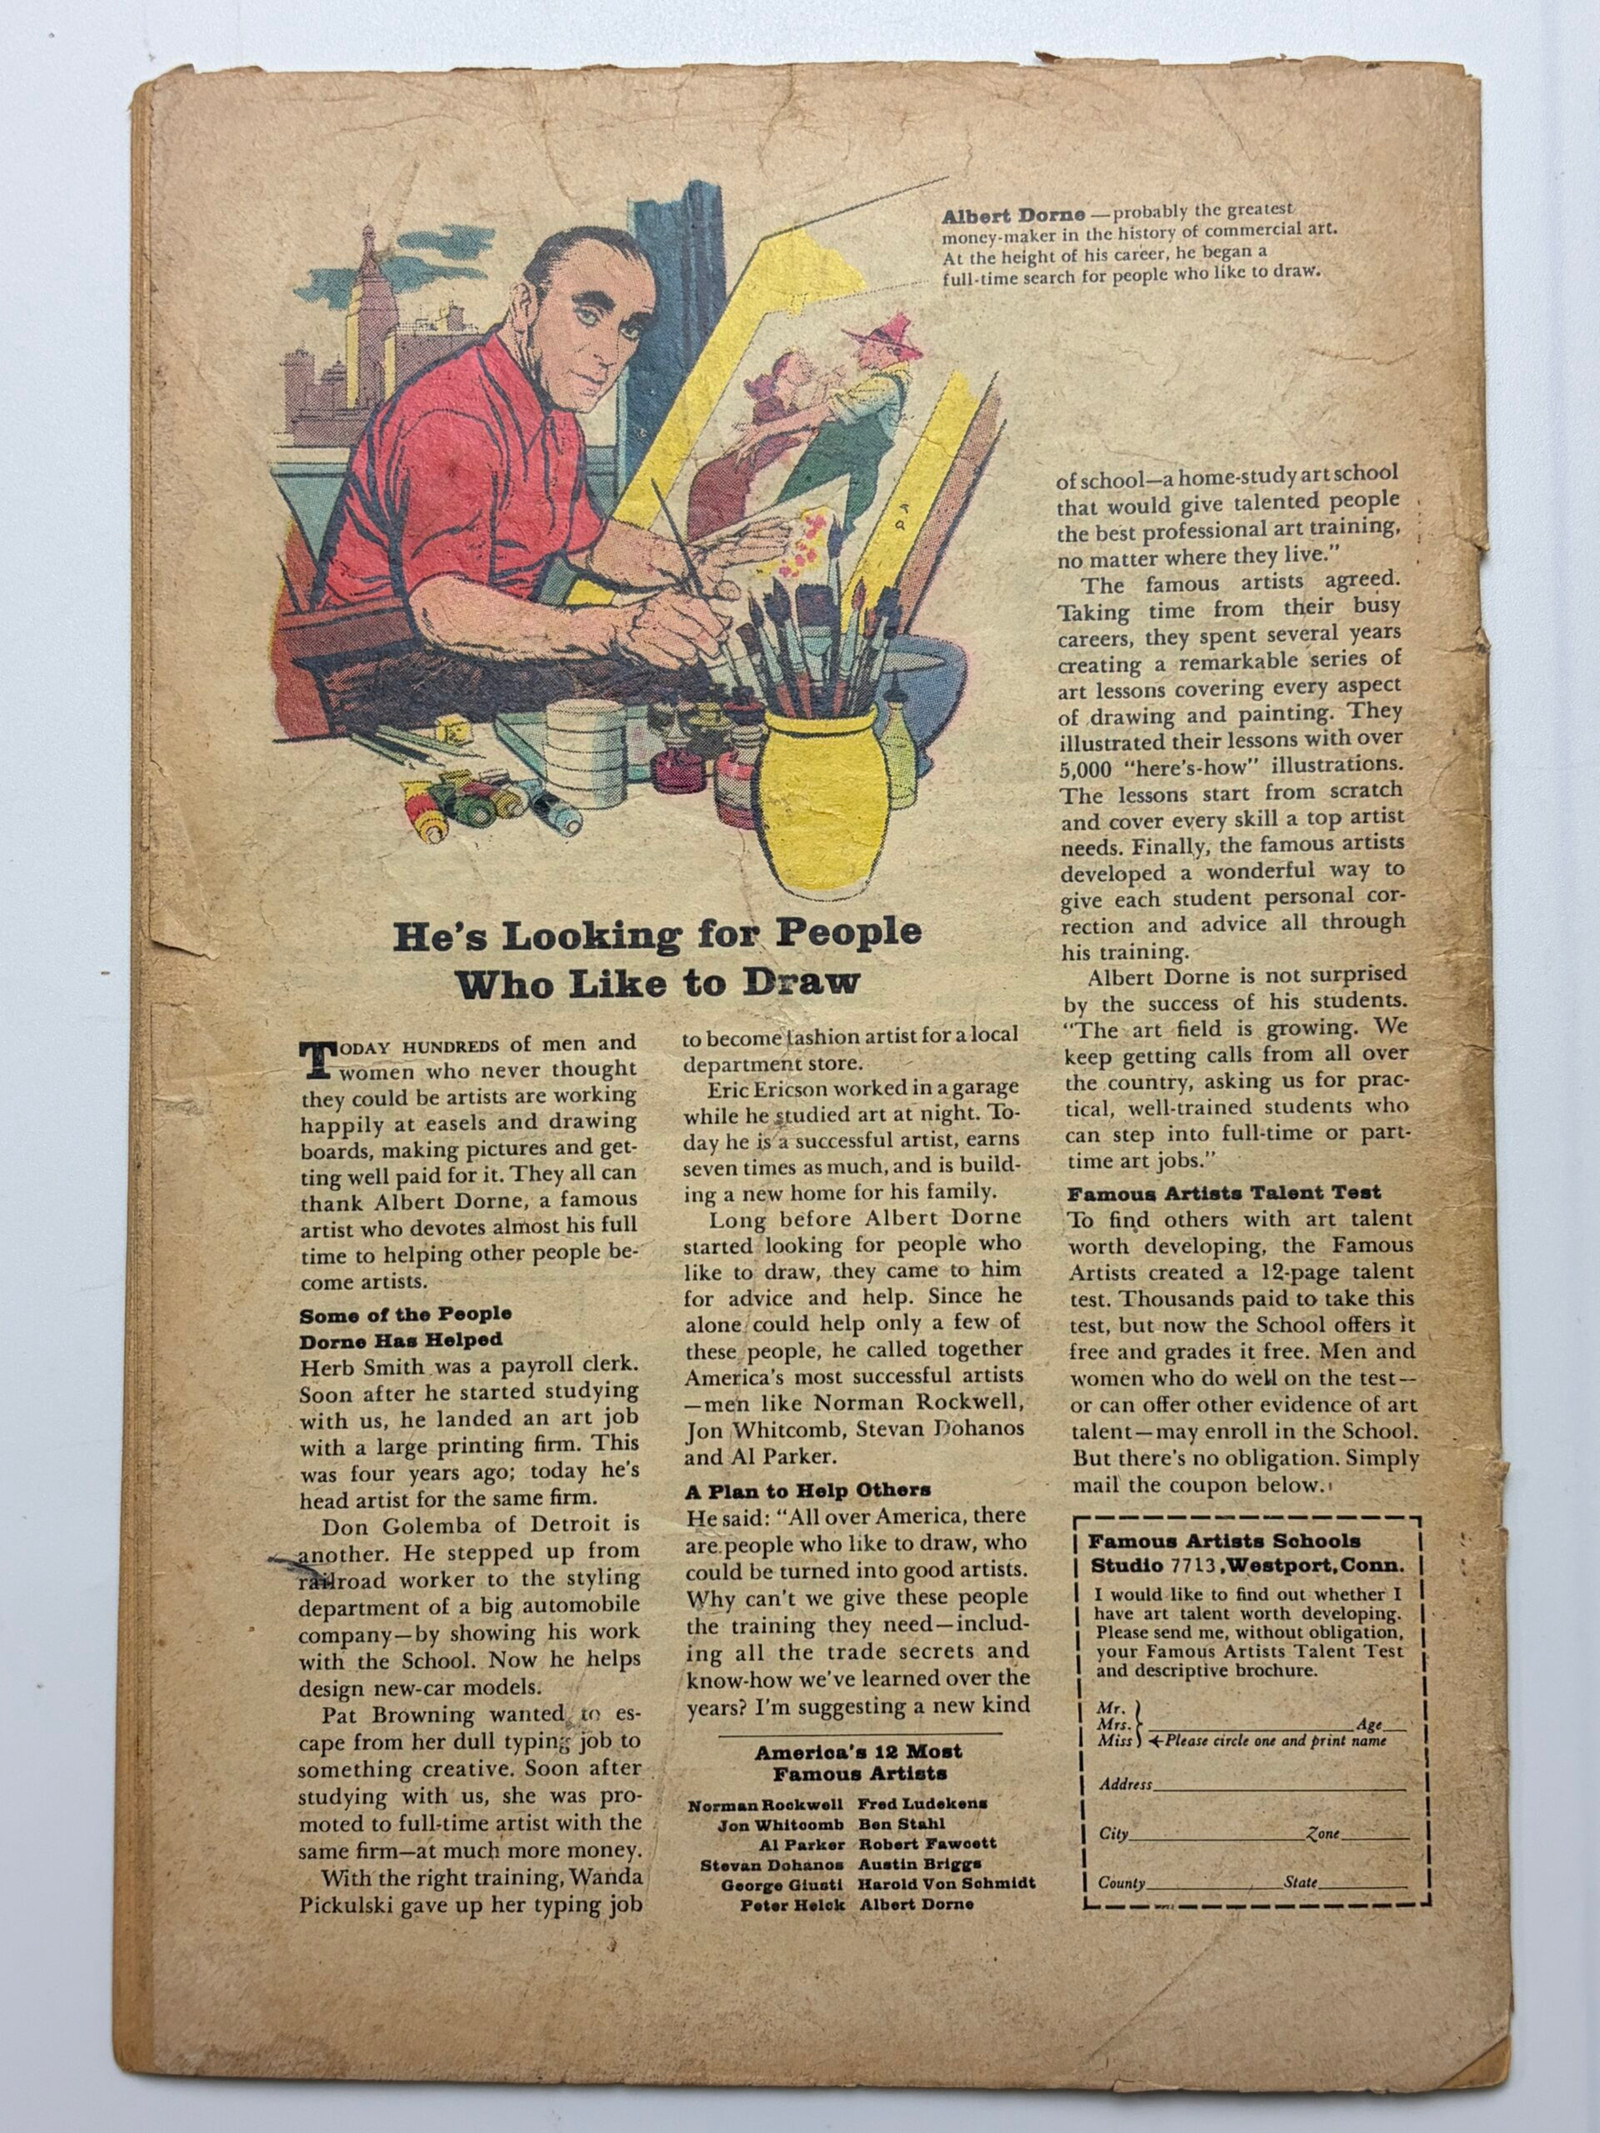 Albert Dorne—probably the greatest
money-maker in the history of commercial art.
At the height of his career, he began a
full-time search for people who like to draw.
He's Looking for People
Who Like to Draw
TODAY HUNDREDS of men and
women who never thought
they could be artists are working
happily at easels and drawing
boards, making pictures and get-
ting well paid for it. They all can
thank Albert Dorne, a famous
artist who devotes almost his full
time to helping other people be-
come artists.
Some of the People
Dorne Has Helped
Herb Smith was a payroll clerk.
Soon after he started studying
with us, he landed an art job
with a large printing firm. This
was four years ago; today he's
head artist for the same firm.
Don Golemba of Detroit is
another. He stepped up from
railroad worker to the styling
department of a big automobile
company—by showing his work
with the School. Now he helps
design new-car models.
Pat Browning wanted to es-
cape from her dull typing job to
something creative. Soon after
studying with us, she was pro-
moted to full-time artist with the
same firm—at much more money.
With the right training, Wanda
Pickulski gave up her typing job
to become fashion artist for a local
department store.
Eric Ericson worked in a garage
while he studied art at night. To-
day he is a successful artist, earns
seven times as much, and is build-
ing a new home for his family.
Long before Albert Dorne
started looking for people who
like to draw, they came to him
for advice and help. Since he
alone could help only a few of
these people, he called together
America's most successful artists
—men like Norman Rockwell,
Jon Whitcomb, Stevan Dohanos
and Al Parker.
A Plan to Help Others
He said: "All over America, there
are people who like to draw, who
could be turned into good artists.
Why can't we give these people
the training they need—includ-
ing all the trade secrets and
know-how we've learned over the
years? I'm suggesting a new kind
America's 12 Most
Famous Artists
Norman Rockwell Fred Ludekens
Jon Whitcomb Ben Stahl
Al Parker Robert Fawcett
Stevan Dohanos Austin Briggs
George Giusti Harold Von Schmidt
Peter Helck Albert Dorne
of school—a home-study art school
that would give talented people
the best professional art training,
no matter where they live."
The famous artists agreed.
Taking time from their busy
careers, they spent several years
creating a remarkable series of
art lessons covering every aspect
of drawing and painting. They
illustrated their lessons with over
5,000 "here's-how" illustrations.
The lessons start from scratch
and cover every skill a top artist
needs. Finally, the famous artists
developed a wonderful way to
give each student personal cor-
rection and advice all through
his training.
Albert Dorne is not surprised
by the success of his students.
"The art field is growing. We
keep getting calls from all over
the country, asking us for prac-
tical, well-trained students who
can step into full-time or part-
time art jobs."
Famous Artists Talent Test
To find others with art talent
worth developing, the Famous
Artists created a 12-page talent
test. Thousands paid to take this
test, but now the School offers it
free and grades it free. Men and
women who do well on the test—
or can offer other evidence of art
talent—may enroll in the School.
But there's no obligation. Simply
mail the coupon below.
Famous Artists Schools
Studio 7713, Westport, Conn.
I would like to find out whether I
have art talent worth developing.
Please send me, without obligation,
your Famous Artists Talent Test
and descriptive brochure.
Mr.
Mrs. Age
Miss ←Please circle one and print name
Address
City Zone
County State